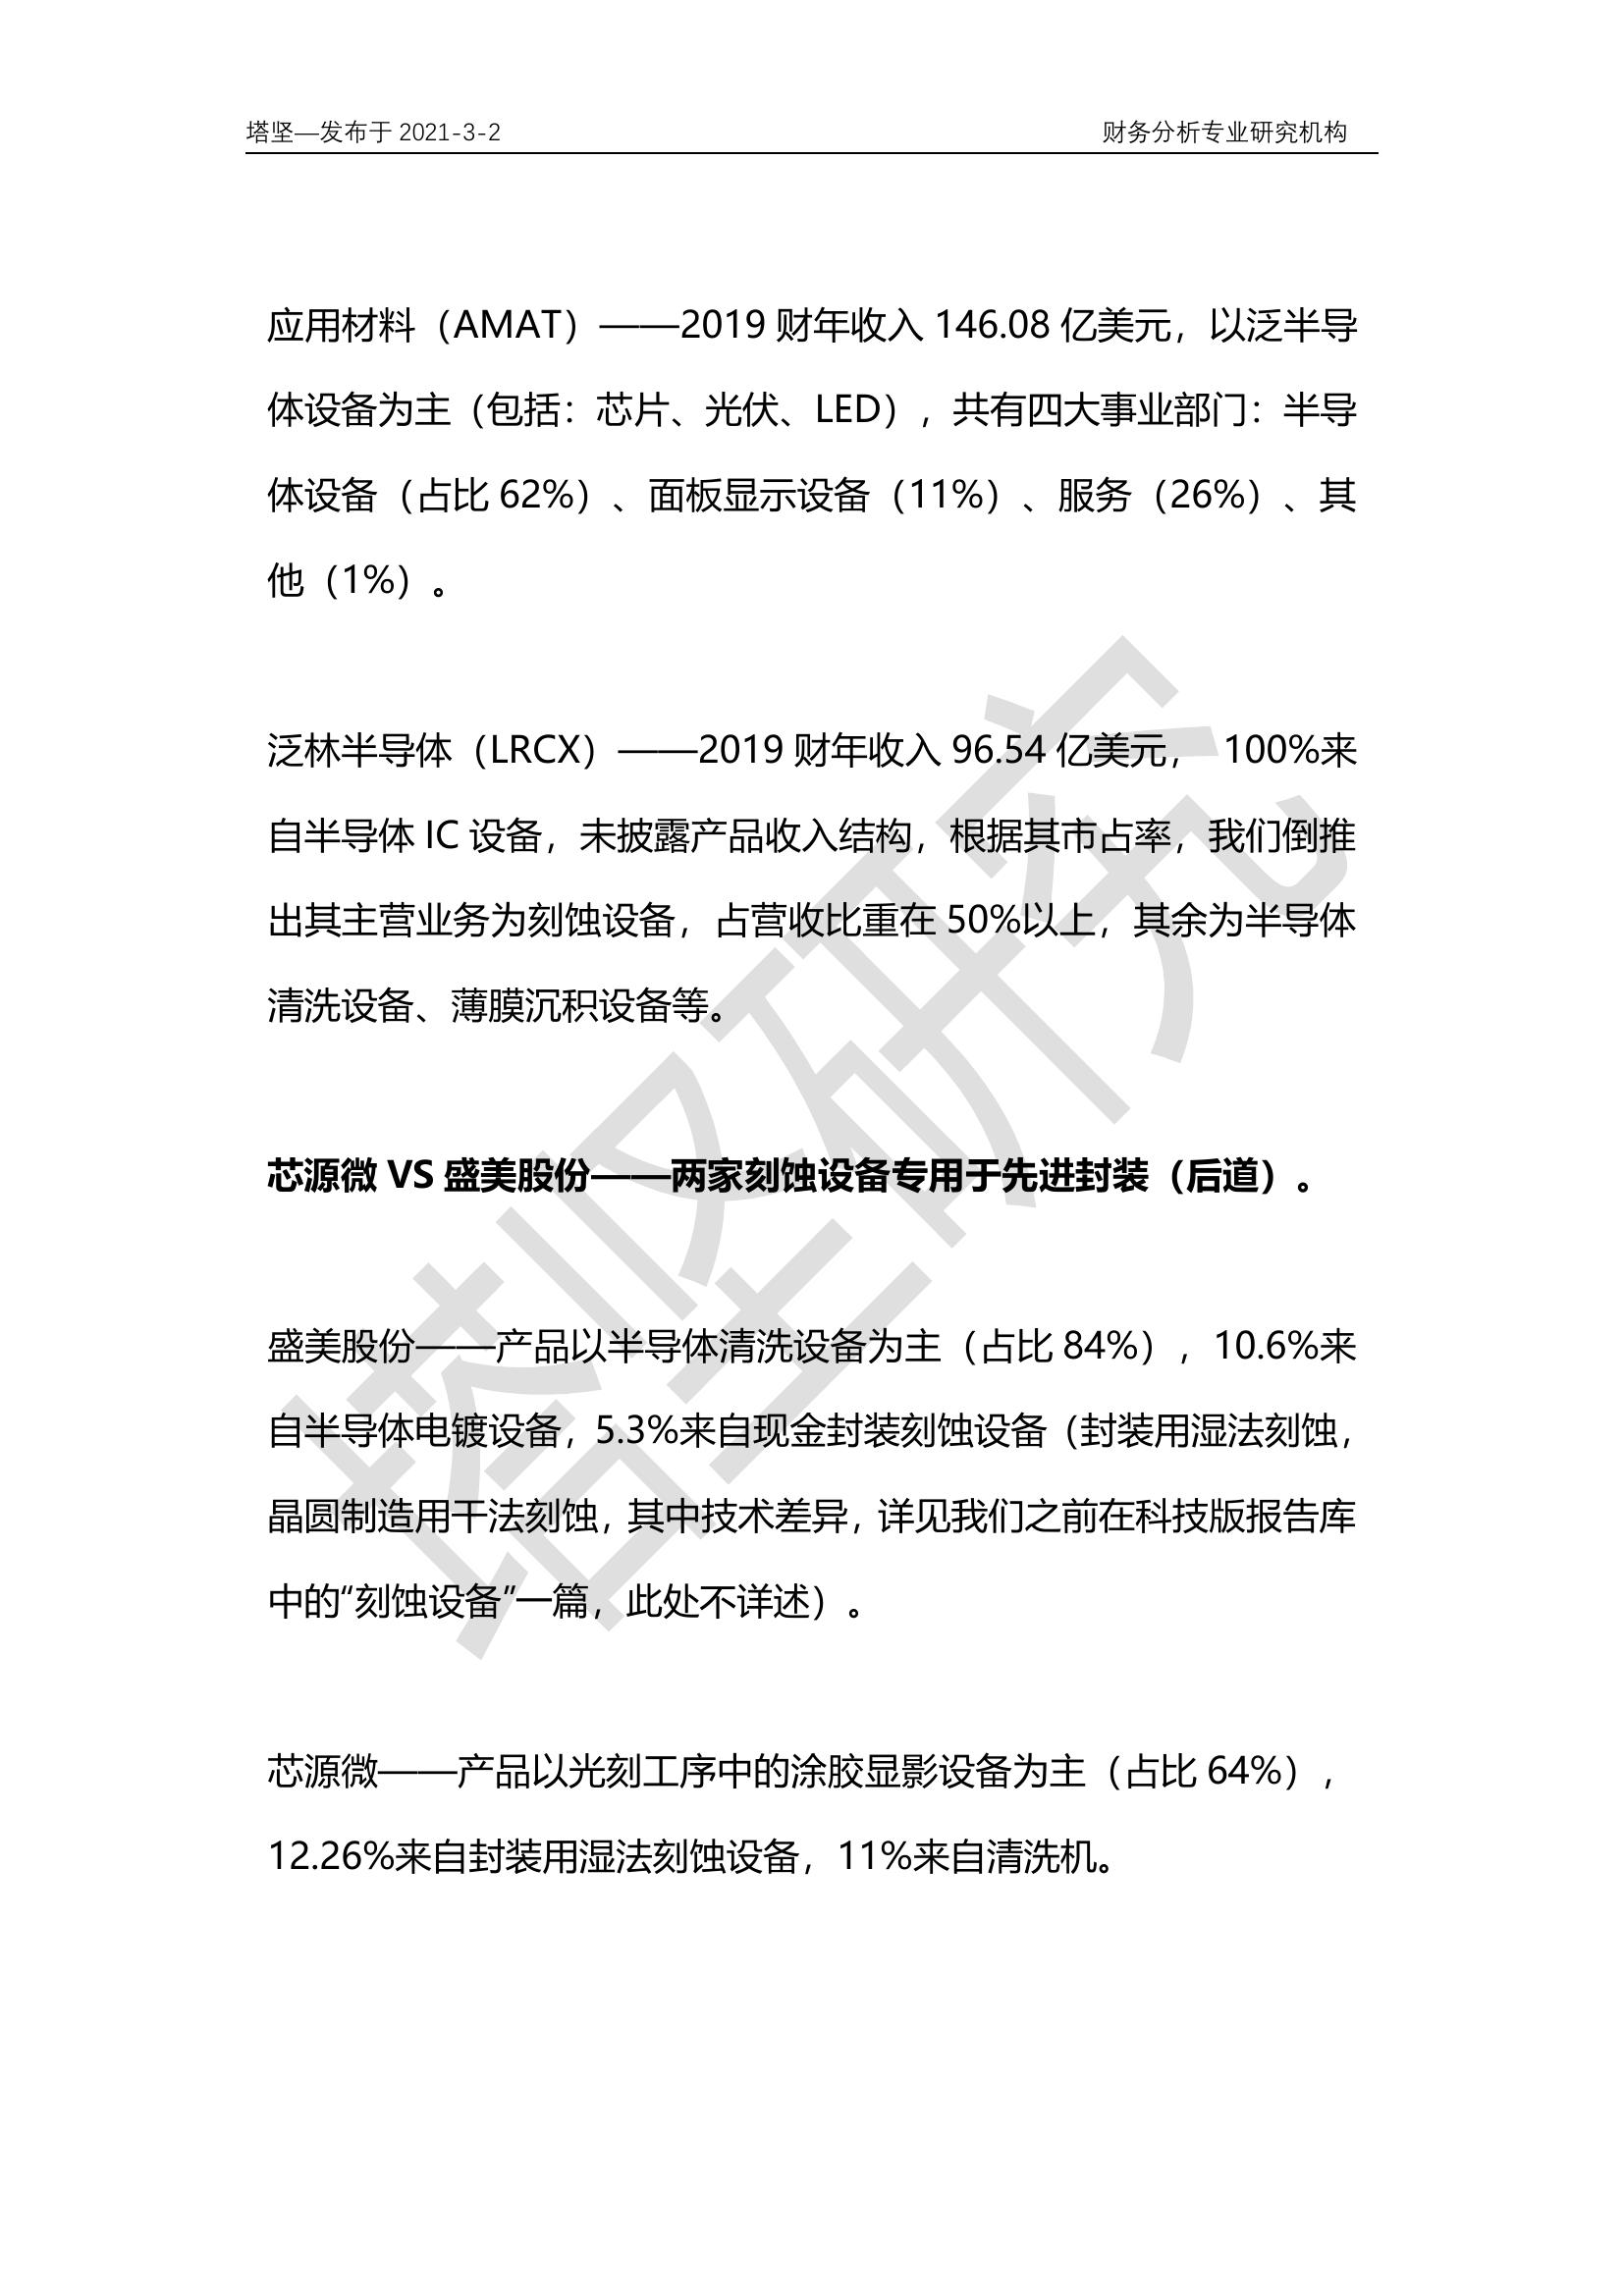 塔坚—发布于 2021-3-2 财务分析专业研究机构
应用材料（AMAT）——2019 财年收入 146.08 亿美元，以泛半导
体设备为主（包括：芯片、光伏、LED），共有四大事业部门：半导
体设备（占比 62%）、面板显示设备（11%）、服务（26%）、其
他（1%）。
泛林半导体（LRCX）——2019 财年收入 96.54 亿美元， 100%来
自半导体 IC 设备，未披露产品收入结构，根据其市占率，我们倒推
出其主营业务为刻蚀设备，占营收比重在 50%以上，其余为半导体
清洗设备、薄膜沉积设备等。
芯源微 VS 盛美股份——两家刻蚀设备专用于先进封装（后道）。
盛美股份——产品以半导体清洗设备为主（占比 84%），10.6%来
自半导体电镀设备，5.3%来自现金封装刻蚀设备（封装用湿法刻蚀，
晶圆制造用干法刻蚀，其中技术差异，详见我们之前在科技版报告库
中的“刻蚀设备”一篇，此处不详述）。
芯源微——产品以光刻工序中的涂胶显影设备为主（占比 64%），
12.26%来自封装用湿法刻蚀设备，11%来自清洗机。
塔坚研究